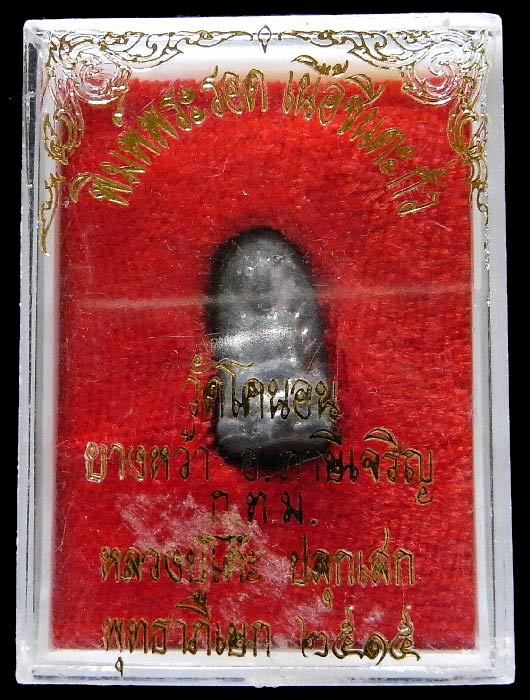 พิมพ์พระรอด เนื้อชินตะกั่ว
วัดโคนอน
บางหว้า อ.ภาษีเจริญ
ก.ท.ม.
หลวงปู่โต๊ะ ปลุกเสก
พุทธาภิเษก ๒๕๑๕